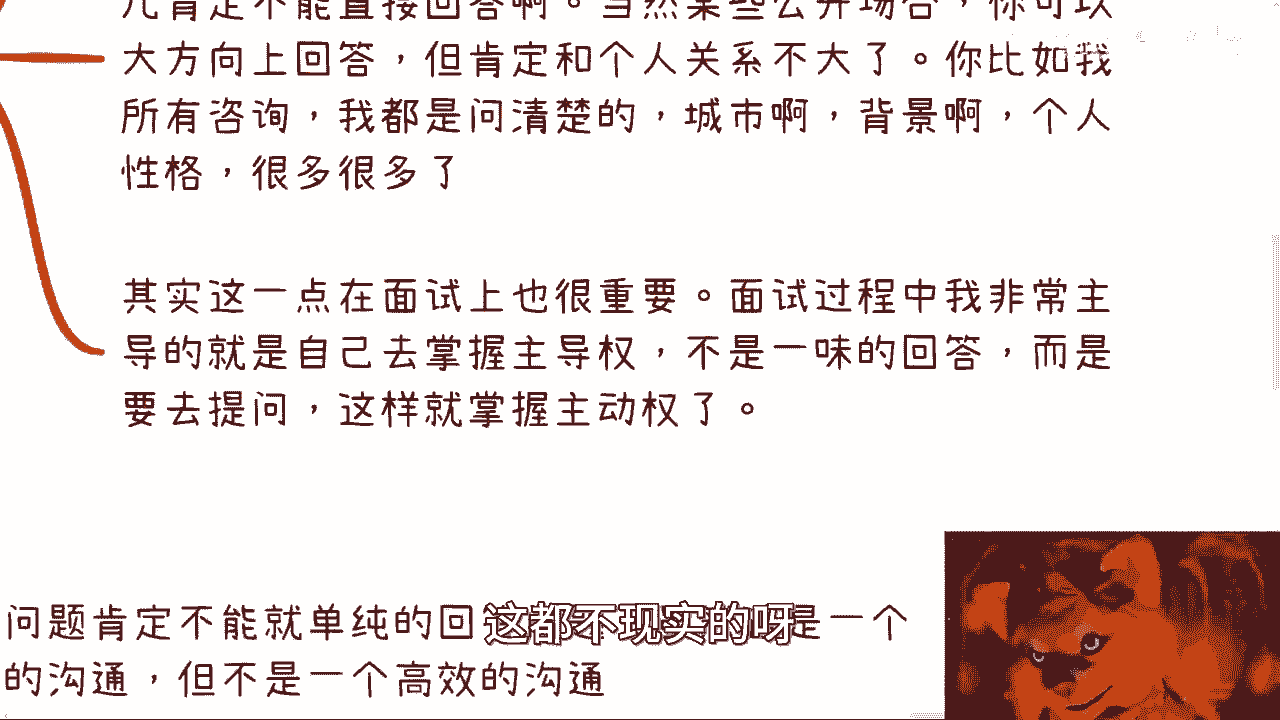 几肯定不能直接回答啊。当然某些公开场合，你可以
大方向上回答，但肯定和个人关系不大了。你比如我
所有咨询，我都是问清楚的，城市啊，背景啊，个人
性格，很多很多了
其实这一点在面试上也很重要。面试过程中我非常主
导的就是自己去掌握主导权，不是一味的回答，而是
要去提问，这样就掌握主动权了。
问题肯定不能就单纯的回
这都不现实的呀
是一个
的沟通，但不是一个高效的沟通